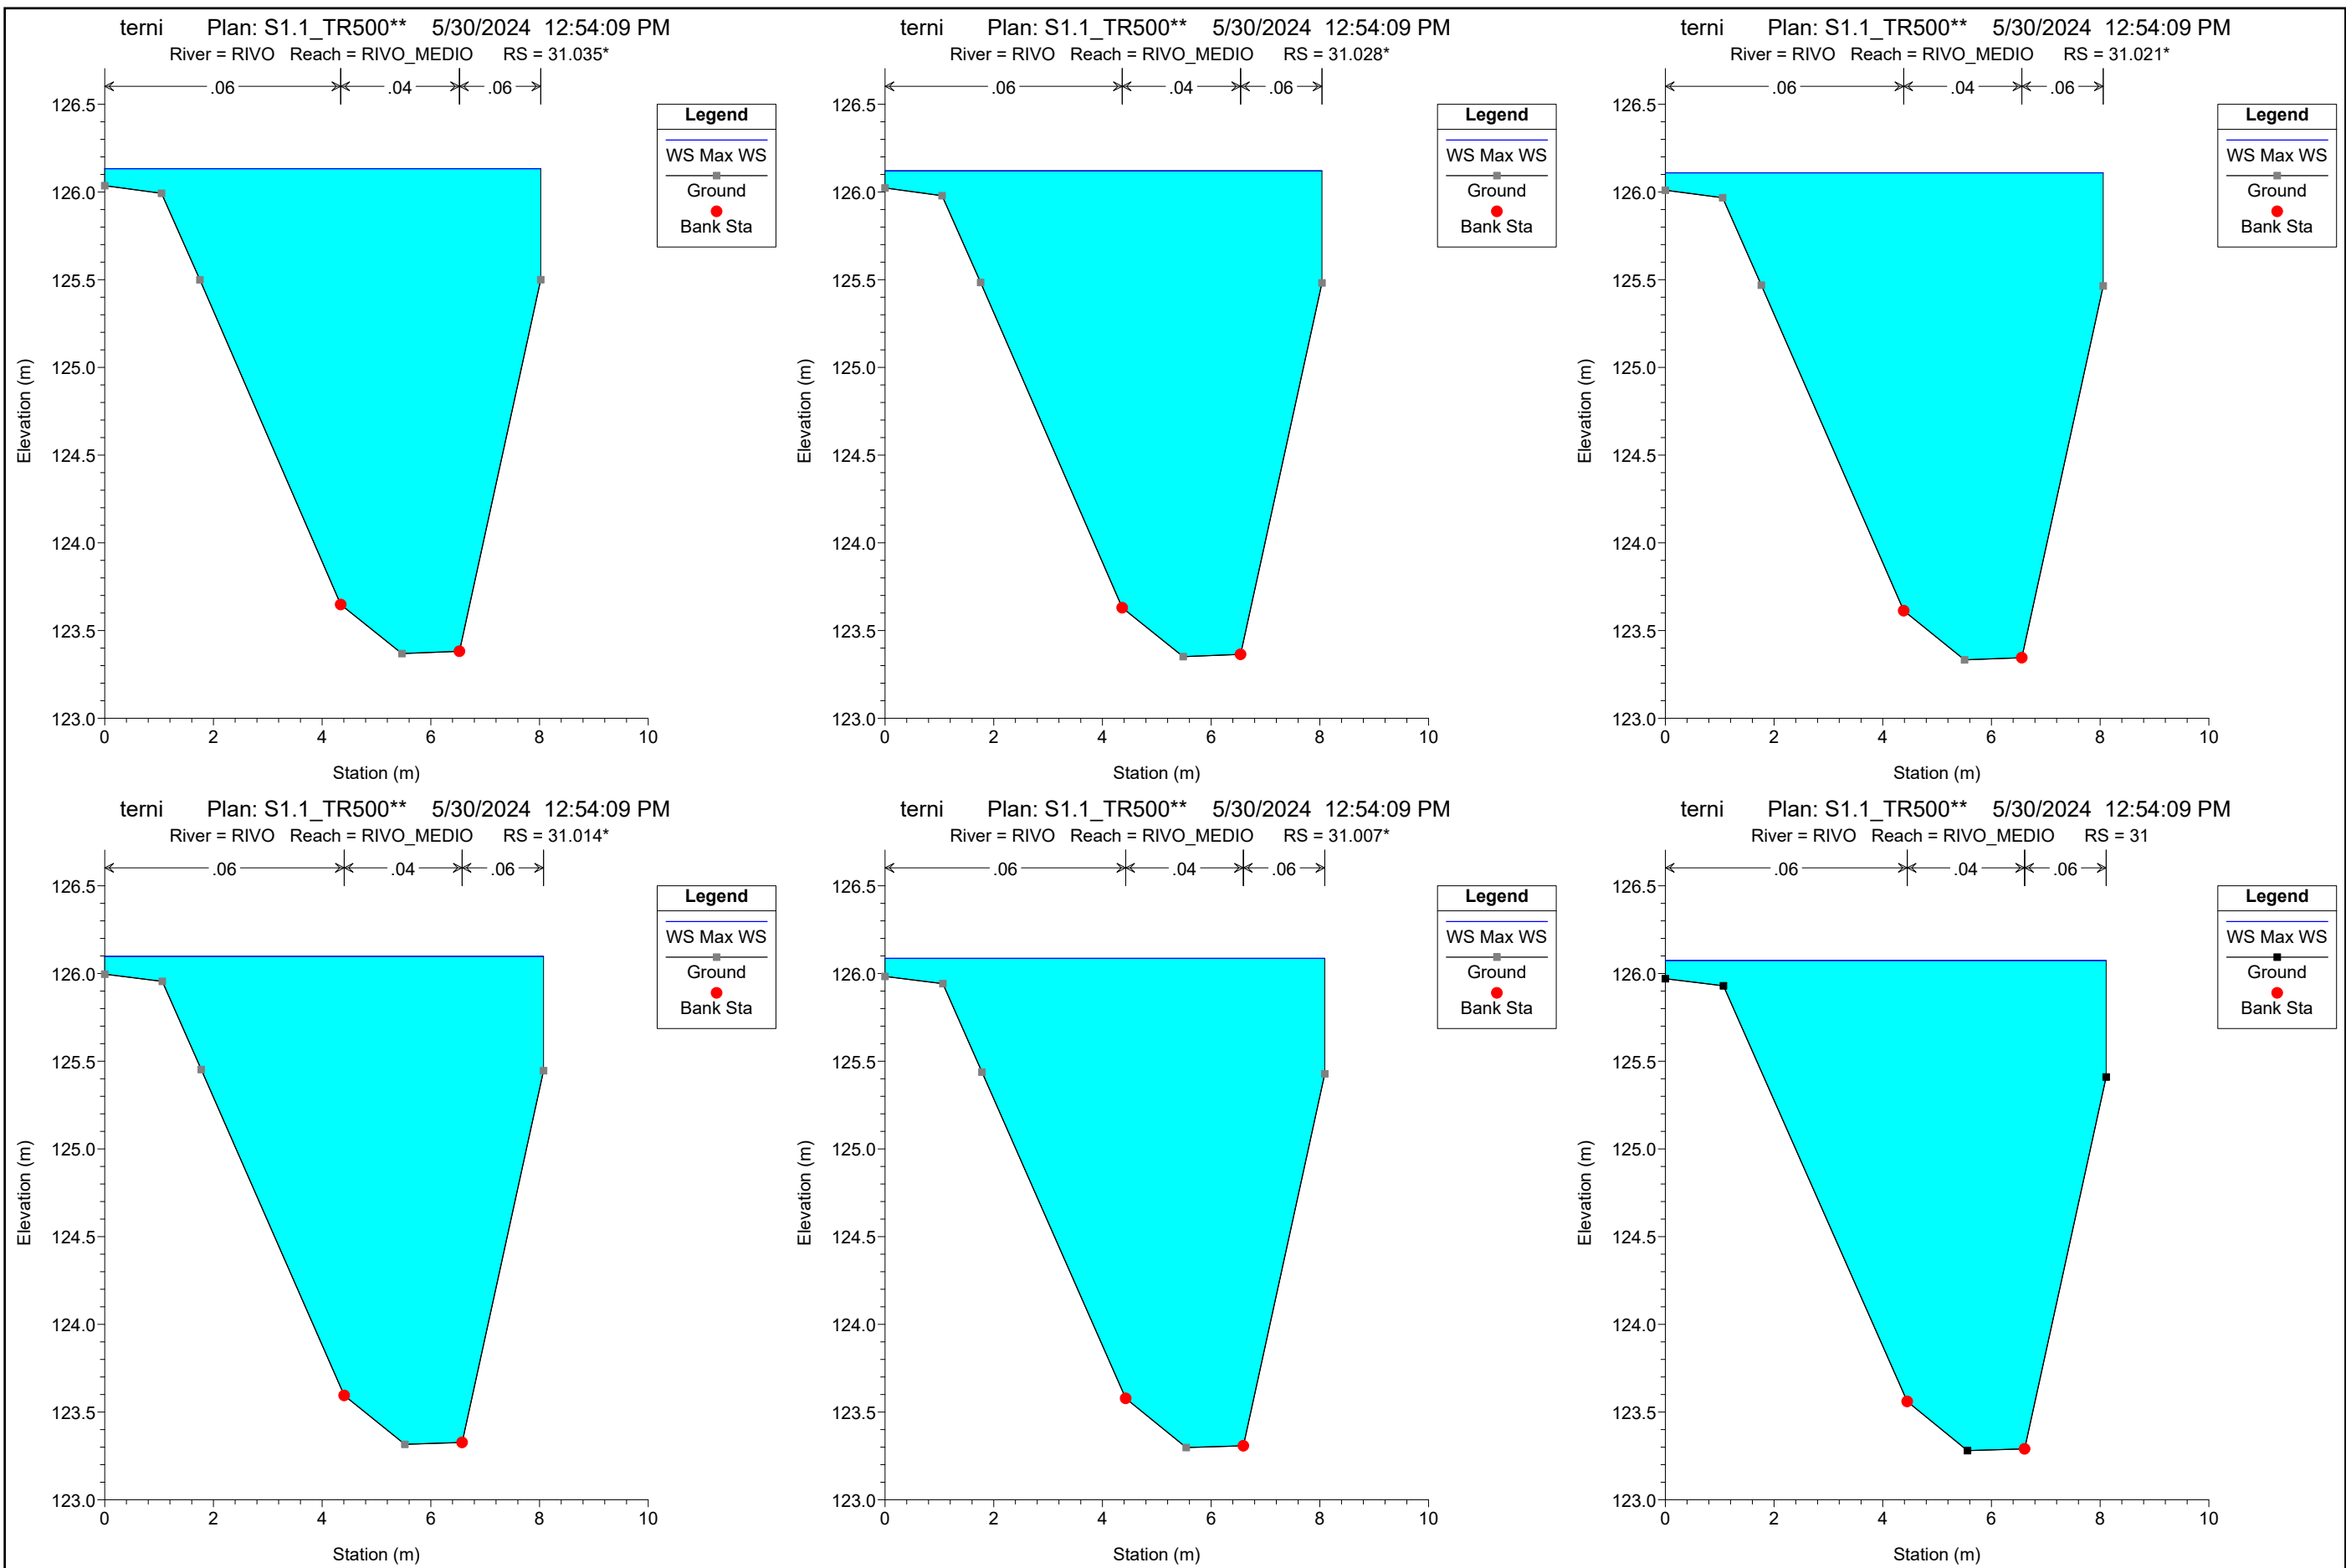 terni Plan: S1.1_TR500** 5/30/2024 12:54:09 PM
River = RIVO Reach = RIVO_MEDIO RS = 31.035*
.06 .04 .06
126.5
126.0
125.5
125.0
124.5
124.0
123.5
123.0
0 2 4 6 8 10
Station (m)
Elevation (m)
Legend
WS Max WS
Ground
Bank Sta
terni Plan: S1.1_TR500** 5/30/2024 12:54:09 PM
River = RIVO Reach = RIVO_MEDIO RS = 31.028*
.06 .04 .06
126.5
126.0
125.5
125.0
124.5
124.0
123.5
123.0
0 2 4 6 8 10
Station (m)
Elevation (m)
Legend
WS Max WS
Ground
Bank Sta
terni Plan: S1.1_TR500** 5/30/2024 12:54:09 PM
River = RIVO Reach = RIVO_MEDIO RS = 31.021*
.06 .04 .06
126.5
126.0
125.5
125.0
124.5
124.0
123.5
123.0
0 2 4 6 8 10
Station (m)
Elevation (m)
Legend
WS Max WS
Ground
Bank Sta
terni Plan: S1.1_TR500** 5/30/2024 12:54:09 PM
River = RIVO Reach = RIVO_MEDIO RS = 31.014*
.06 .04 .06
126.5
126.0
125.5
125.0
124.5
124.0
123.5
123.0
0 2 4 6 8 10
Station (m)
Elevation (m)
Legend
WS Max WS
Ground
Bank Sta
terni Plan: S1.1_TR500** 5/30/2024 12:54:09 PM
River = RIVO Reach = RIVO_MEDIO RS = 31.007*
.06 .04 .06
126.5
126.0
125.5
125.0
124.5
124.0
123.5
123.0
0 2 4 6 8 10
Station (m)
Elevation (m)
Legend
WS Max WS
Ground
Bank Sta
terni Plan: S1.1_TR500** 5/30/2024 12:54:09 PM
River = RIVO Reach = RIVO_MEDIO RS = 31
.06 .04 .06
126.5
126.0
125.5
125.0
124.5
124.0
123.5
123.0
0 2 4 6 8 10
Station (m)
Elevation (m)
Legend
WS Max WS
Ground
Bank Sta